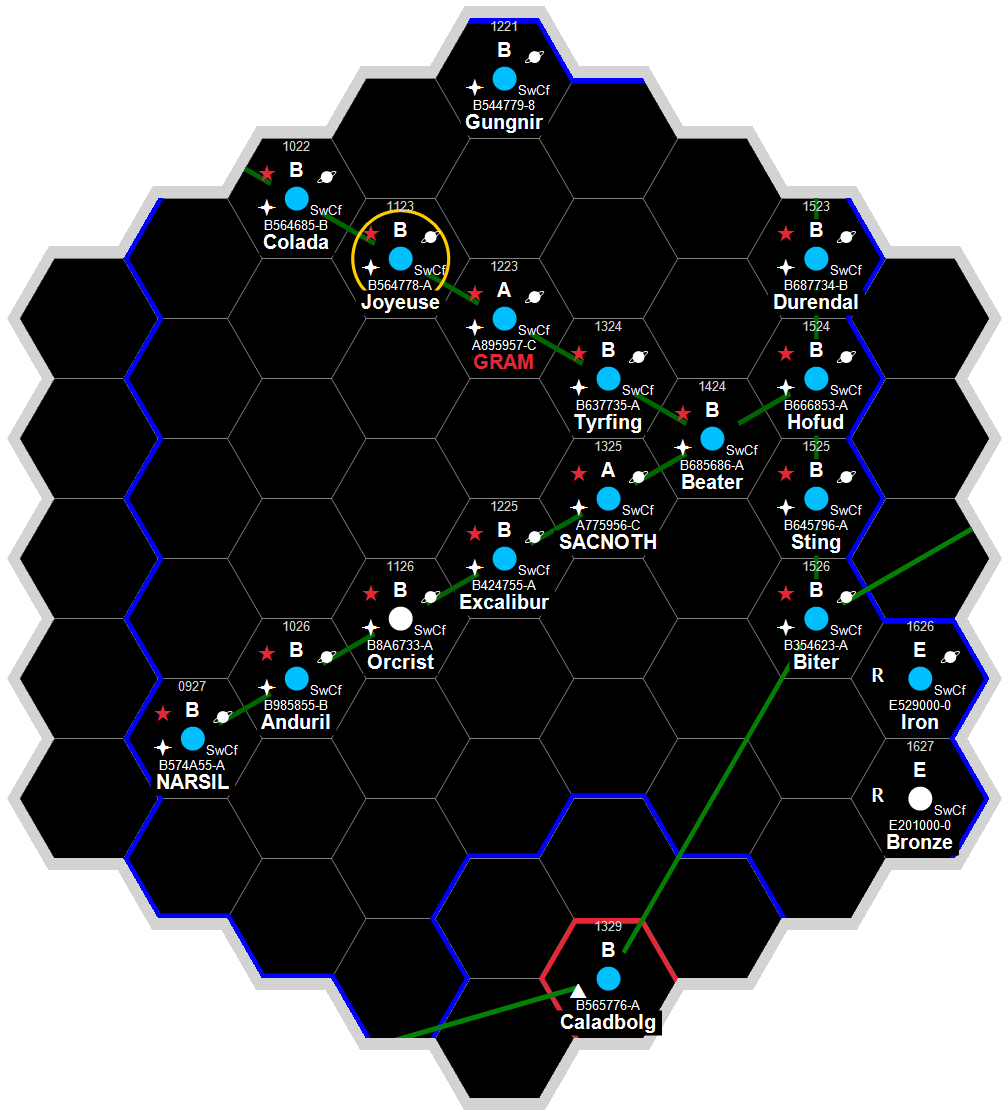 1221
B
SwCf
B544779-8
Gungnir
1022
B
SwCf
B564685-B
Colada
1123
B
SwCf
B564778-A
Joyeuse
1523
B
SwCf
B687734-B
Durendal
1223
A
SwCf
A895957-C
GRAM
1324
B
SwCf
B637735-A
Tyrfing
1524
B
SwCf
B666853-A
Hofud
1424
B
SwCf
B685686-A
Beater
1325
A
SwCf
A775956-C
SACNOTH
1525
B
SwCf
B645796-A
Sting
1225
B
SwCf
B424755-A
Excalibur
1126
B
SwCf
B8A6733-A
Orcrist
1526
B
SwCf
B354623-A
Biter
1026
B
SwCf
B985855-B
Anduril
1626
E
R
SwCf
E529000-0
Iron
0927
B
SwCf
B574A55-A
NARSIL
1627
E
R
SwCf
E201000-0
Bronze
1329
B
B565776-A
Caladbolg